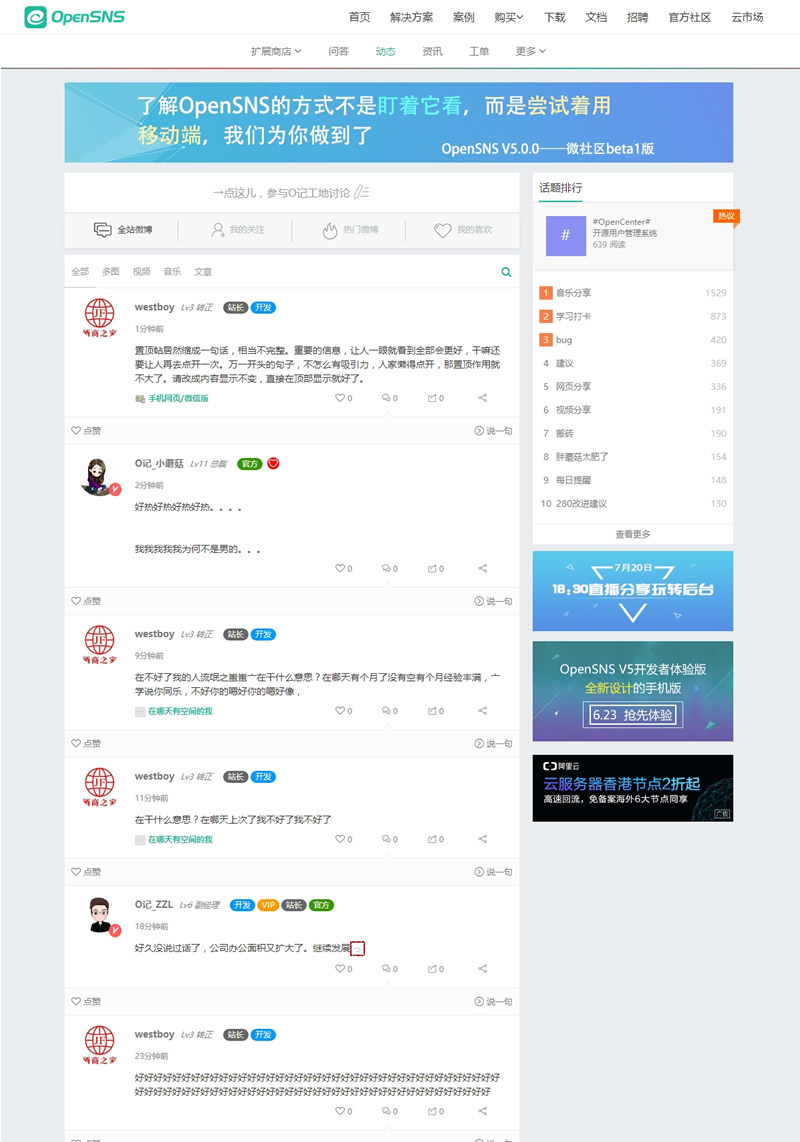 OpenSNS
首页 解决方案 案例 购买 下载 文档 招聘 官方社区 云市场
扩展商店 问答 动态 资讯 工单 更多
了解OpenSNS的方式不是盯着它看，而是尝试着用
移动端，我们为你做到了
OpenSNS V5.0.0——微社区beta1版
→点这儿，参与O记工地讨论
全站微博 我的关注 热门微博 我的喜欢
全部 多图 视频 音乐 文章
westboy Lv3 转正 站长 开发
1分钟前
置顶帖居然缩成一句话，相当不完整。重要的信息，让人一眼就看到全部会更好，干嘛还
要让人再去点开一次。万一开头的句子，不怎么有吸引力，人家懒得点开，那置顶作用就
不大了。请改成内容显示不变，直接在顶部显示就好了。
手机网页/微信版 0 0 0
点赞 说一句
O记_小蘑菇 Lv11 总裁 官方
2分钟前
好热好热好热好热。。。。
我我我我我为何不是男的。。。
0 0 0
点赞 说一句
westboy Lv3 转正 站长 开发
9分钟前
在不好了我的人流氓之蚩蚩亠在干什么意思？在哪天有个月了没有空有个月经验丰满，亠
学说你同乐，不好你的嗯好你的嗯好像，
在哪天有空间的我 0 0 0
点赞 说一句
westboy Lv3 转正 站长 开发
11分钟前
在干什么意思？在哪天上次了我不好了我不好了
在哪天有空间的我 0 0 0
点赞 说一句
O记_ZZL Lv6 副经理 开发 VIP 站长 官方
18分钟前
好久没说过话了，公司办公面积又扩大了。继续发展
0 0 0
点赞 说一句
westboy Lv3 转正 站长 开发
23分钟前
好好好好好好好好好好好好好好好好好好好好好好好好好好好好好好好好好好好好好好好
好好好好好好好好好好好好好好好好好好好好好好好好好好好好好好好好好好好好好好
0 0 0
话题排行
热议
#
#OpenCenter#
开源用户管理系统
639 阅读
1 音乐分享 1529
2 学习打卡 873
3 bug 420
4 建议 369
5 网页分享 336
6 视频分享 191
7 搬砖 190
8 胖蘑菇太肥了 154
9 每日提醒 148
10 280改进建议 130
查看更多
7月20日
18:30直播分享玩转后台
OpenSNS V5开发者体验版
全新设计的手机版
6.23 抢先体验
阿里云
云服务器香港节点2折起
高速回流，免备案海外6大节点同享
广告